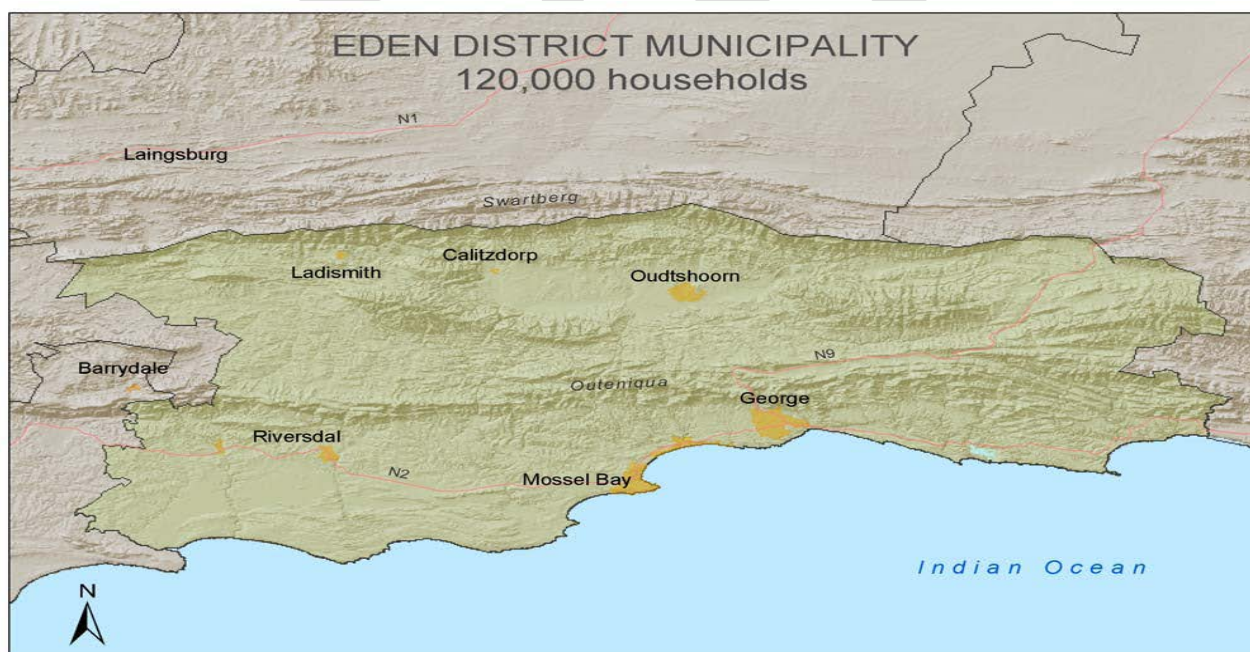 EDEN DISTRICT MUNICIPALITY
120,000 households
N1
Laingsburg
Swartberg
Calitzdorp
Ladismith
Oudtshoorn
N9
Barrydale
Outeniqua
George
Riversdal
N2
Mossel Bay
Indian Ocean
N